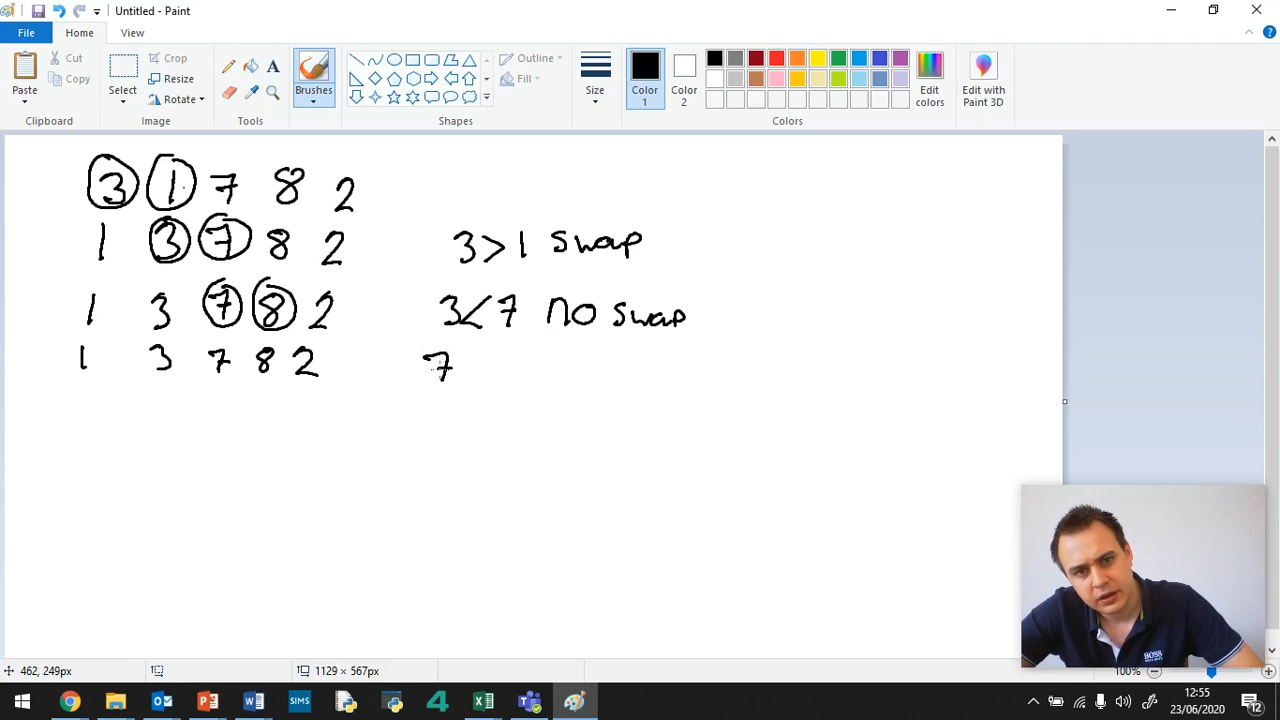 Untitled - Paint
File Home View
Paste
Cut
Copy
Clipboard
Select
Crop
Resize
Rotate
Image
Tools
Brushes
Outline
Fill
Shapes
Size
Color 1
Color 2
Edit colors
Edit with Paint 3D
Colors
3 1 7 8 2
1 3 7 8 2 3>1 swap
1 3 7 8 2 3<7 no swap
1 3 7 8 2 7
BOSS
462, 249px
1129 × 567px
100%
SIMS
12:55
23/06/2020
12